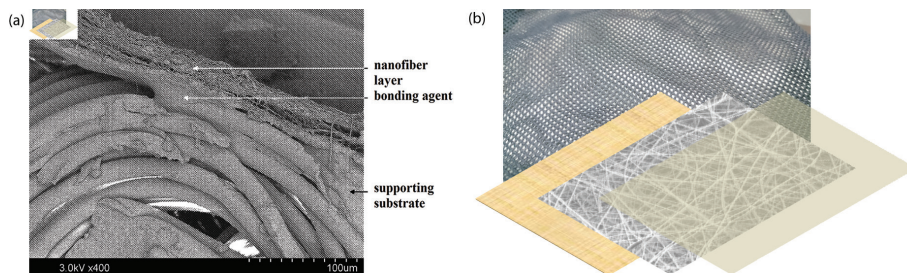 (a)
nanofiber
layer
bonding agent
supporting
substrate
3.0kV x400
100um
(b)